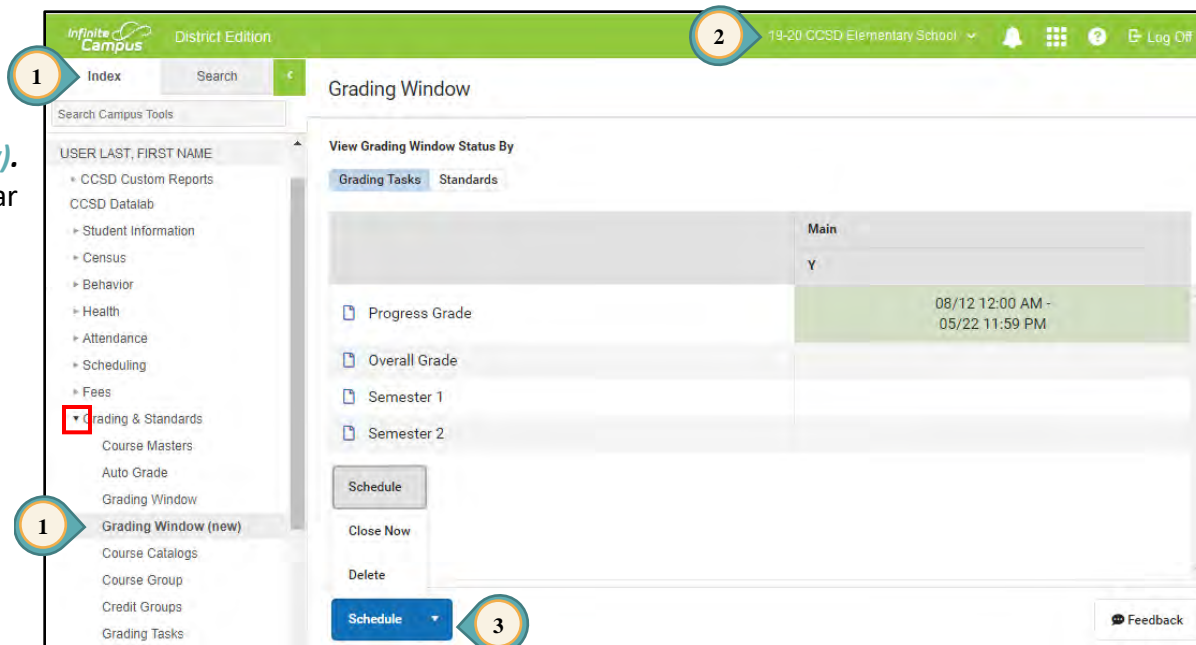 Infinite Campus
District Edition
2
19-20 CCSD Elementary School
?
Log Off
1
Index
Search
Search Campus Tools
).
ar
USER LAST, FIRST NAME
CCSD Custom Reports
CCSD Datalab
Student Information
Census
Behavior
Health
Attendance
Scheduling
Fees
Grading & Standards
Course Masters
Auto Grade
Grading Window
1
Grading Window (new)
Course Catalogs
Course Group
Credit Groups
Grading Tasks
Grading Window
View Grading Window Status By
Grading Tasks Standards
Main
Y
Progress Grade
08/12 12:00 AM -
05/22 11:59 PM
Overall Grade
Semester 1
Semester 2
Schedule
Close Now
Delete
Schedule
3
Feedback